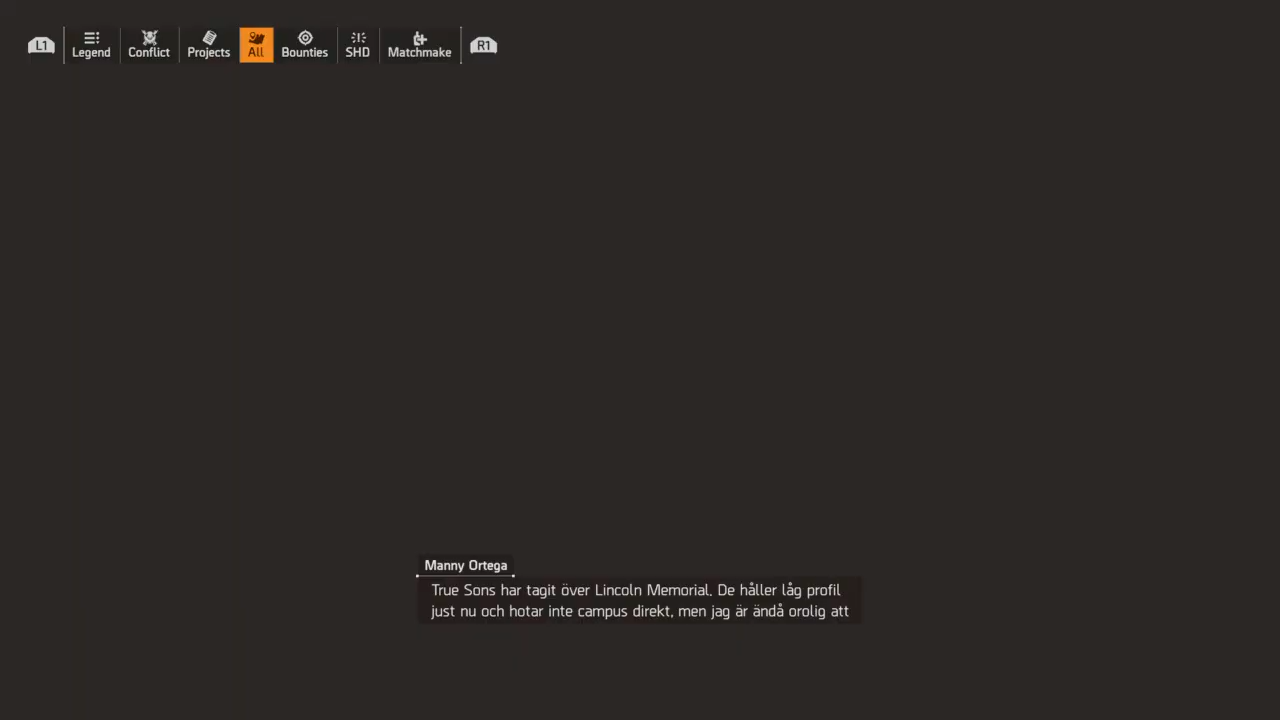 L1 Legend Conflict Projects All Bounties SHD Matchmake R1
Manny Ortega
True Sons har tagit över Lincoln Memorial. De håller låg profil
just nu och hotar inte campus direkt, men jag är ändå orolig att